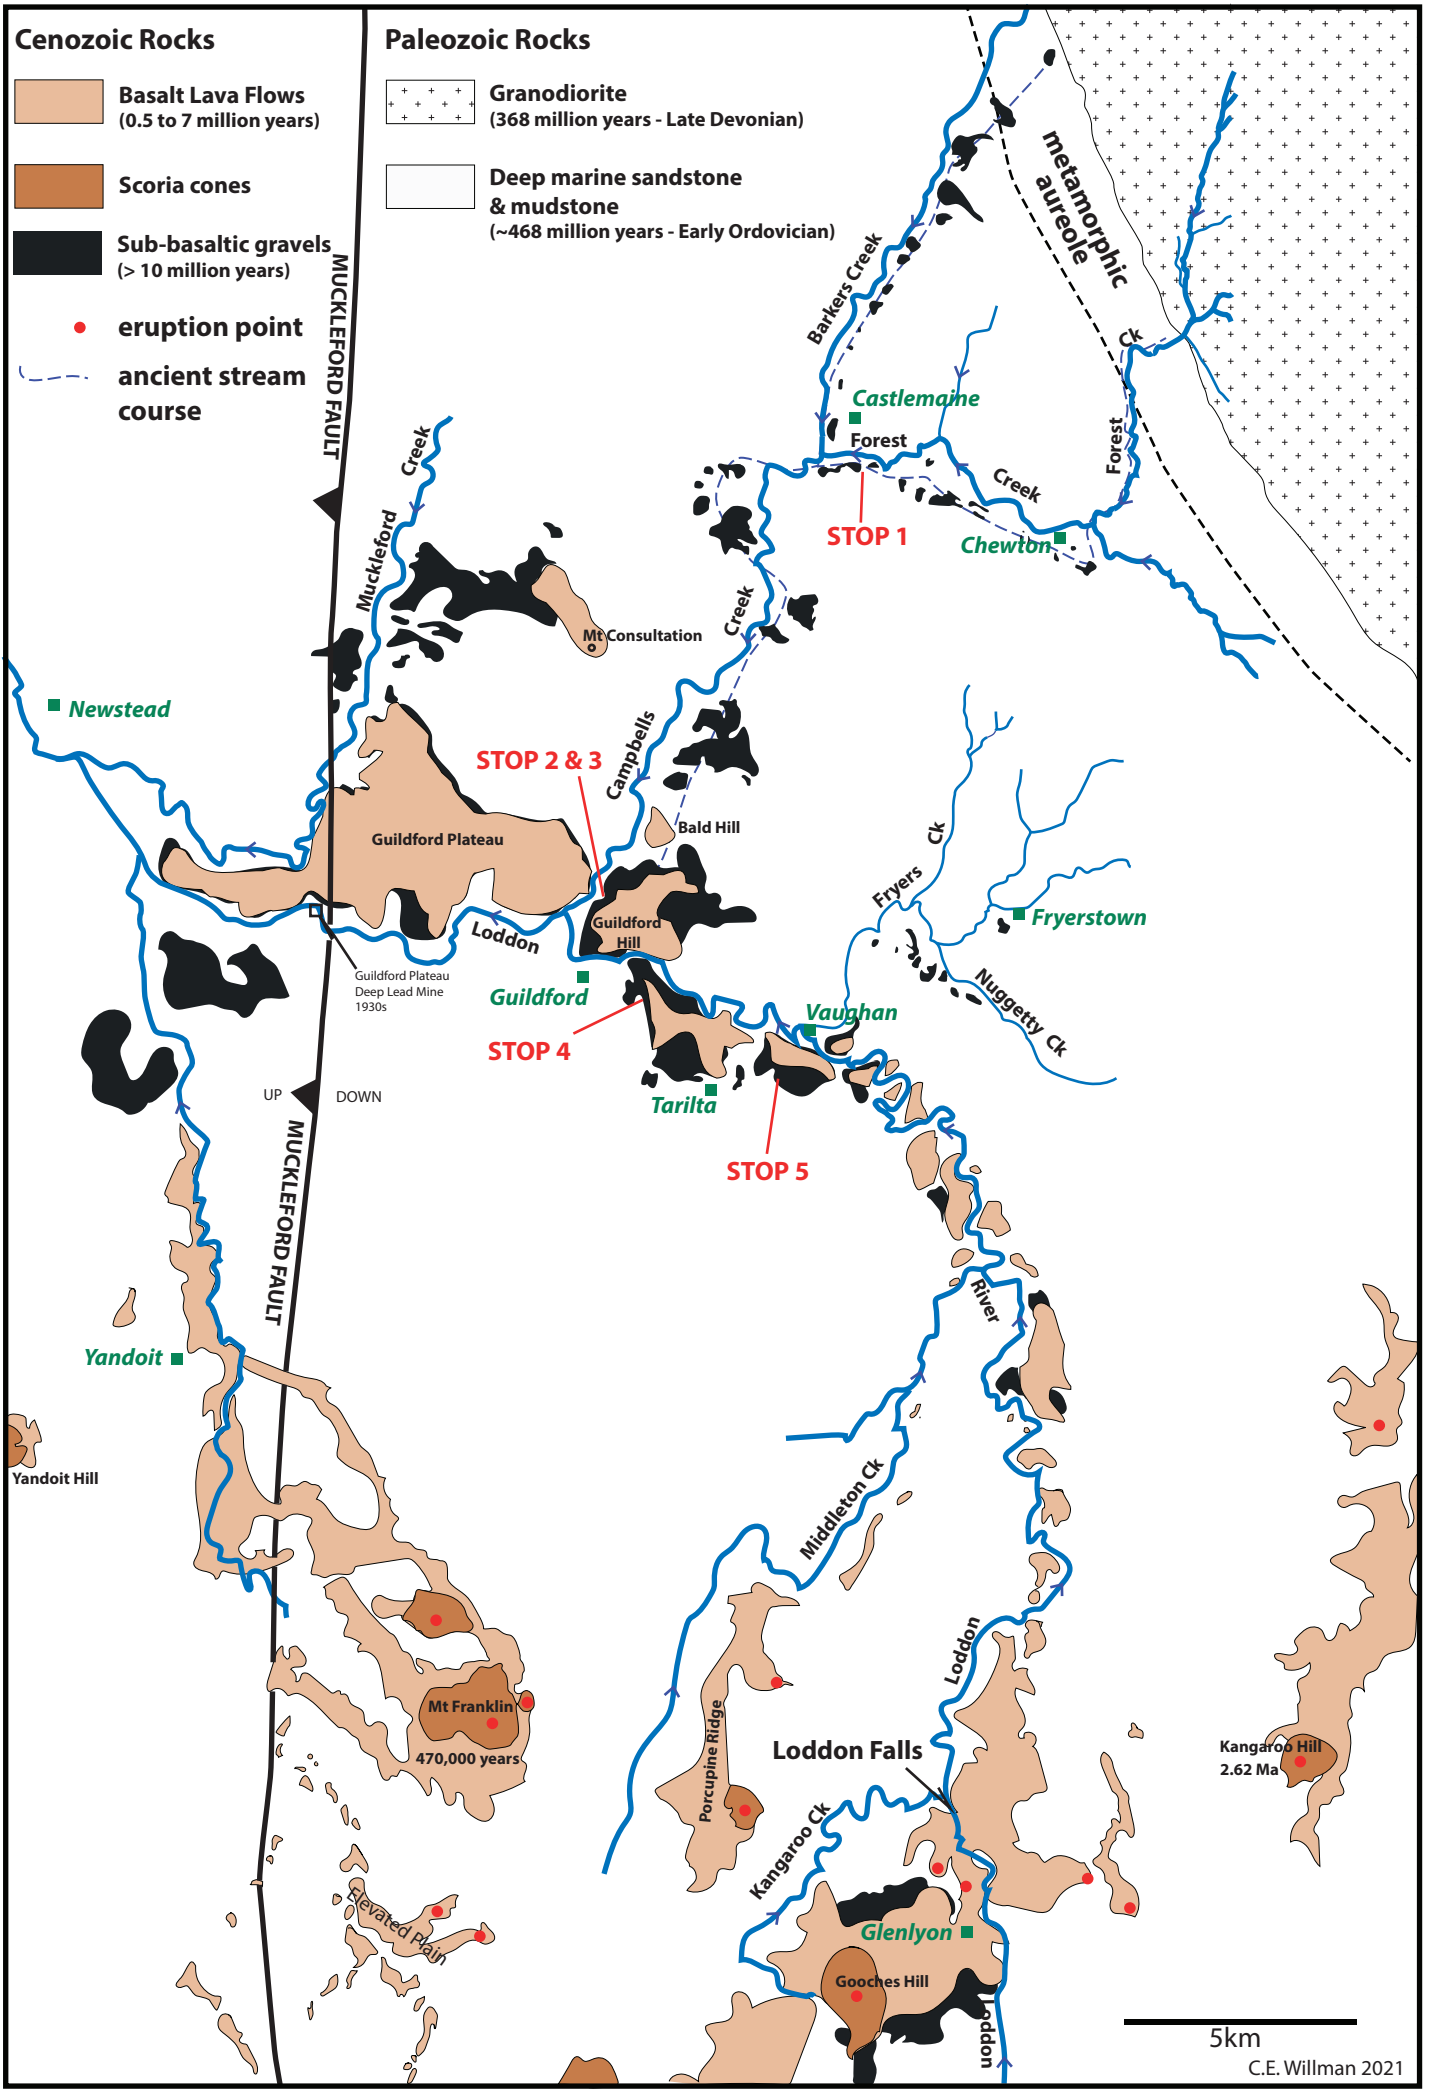 Cenozoic Rocks
Basalt Lava Flows
(0.5 to 7 million years)
Scoria cones
Sub-basaltic gravels
(> 10 million years)
eruption point
ancient stream
course
Paleozoic Rocks
Granodiorite
(368 million years - Late Devonian)
Deep marine sandstone
& mudstone
(~468 million years - Early Ordovician)
MUCKLEFORD FAULT
metamorphic
aureole
Barkers Creek
Ck
Forest
Castlemaine
Forest
Creek
STOP 1
Chewton
Creek
Muckleford
Mt Consultation
Creek
Campbells
Newstead
STOP 2 & 3
Bald Hill
Guildford Plateau
Guildford
Hill
Loddon
Guildford Plateau
Deep Lead Mine
1930s
Guildford
Ck
Fryers
Fryerstown
Nuggetty Ck
Vaughan
STOP 4
Tarilta
STOP 5
UP
DOWN
MUCKLEFORD FAULT
River
Yandoit
Yandoit Hill
Middleton Ck
Loddon
Mt Franklin
470,000 years
Porcupine Ridge
Loddon Falls
Kangaroo Hill
2.62 Ma
Kangaroo Ck
Elevated Plain
Glenlyon
Gooches Hill
Loddon
5km
C.E. Willman 2021